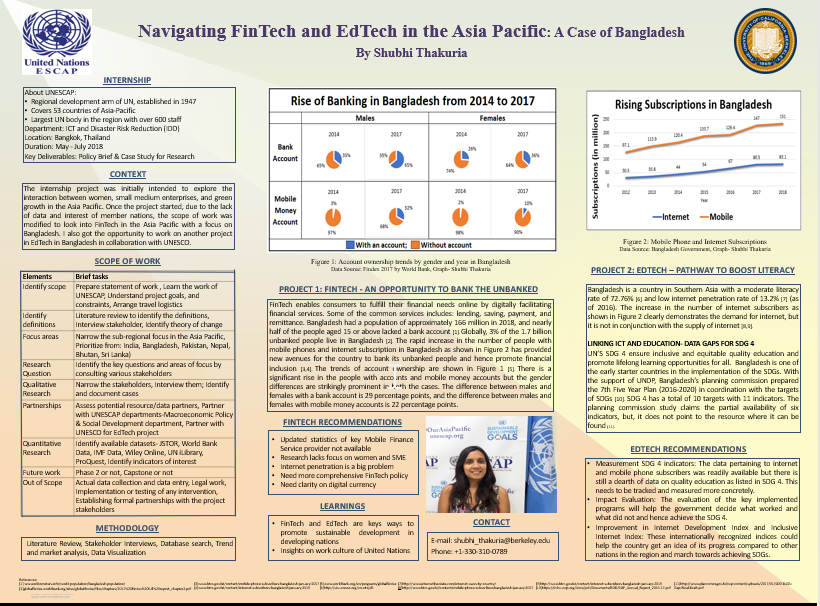 Navigating FinTech and EdTech in the Asia Pacific: A Case of Bangladesh
By Shubhi Thakuria
United Nations
ESCAP
INTERNSHIP
About UNESCAP:
• Regional development arm of UN, established in 1947
• Covers 53 countries of Asia-Pacific
• Largest UN body in the region with over 600 staff
Department: ICT and Disaster Risk Reduction (IDD)
Location: Bangkok, Thailand
Duration: May - July 2018
Key Deliverables: Policy Brief & Case Study for Research
CONTEXT
The internship project was initially intended to explore the
interaction between women, small medium enterprises, and green
growth in the Asia Pacific. Once the project started, due to the lack
of data and interest of member nations, the scope of work was
modified to look into FinTech in the Asia Pacific with a focus on
Bangladesh. I also got the opportunity to work on another project
in EdTech in Bangladesh in collaboration with UNESCO.
SCOPE OF WORK
Elements Brief tasks
Identify scope Prepare statement of work , Learn the work of
UNESCAP, Understand project goals, and
constraints, Arrange travel logistics
Identify definitions Literature review to identify the definitions,
Interview stakeholder, Identify theory of change
Focus areas Narrow the sub-regional focus in the Asia Pacific,
Prioritize from: India, Bangladesh, Pakistan, Nepal,
Bhutan, Sri Lanka)
Research Question Identify the key questions and areas of focus by
consulting various stakeholders
Qualitative Research Narrow the stakeholders, Interview them; Identify
and document cases
Partnerships Assess potential resource/data partners, Partner
with UNESCAP departments-Macroeconomic Policy
& Social Development department, Partner with
UNESCO for EdTech project
Quantitative Research Identify available datasets- JSTOR, World Bank
Data, IMF Data, Wiley Online, UN iLibrary,
ProQuest, Identify indicators of interest
Future work Phase 2 or not, Capstone or not
Out of Scope Actual data collection and data entry, Legal work,
Implementation or testing of any intervention,
Establishing formal partnerships with the project
stakeholders
METHODOLOGY
Literature Review, Stakeholder Interviews, Database search, Trend
and market analysis, Data Visualization
Rise of Banking in Bangladesh from 2014 to 2017
Males Females
Bank Account
2014 2017 2014 2017
65% 35% 35% 65% 74% 26% 64% 36%
Mobile Money Account
2014 2017 2014 2017
3% 97% 32% 68% 2% 98% 10% 90%
With an account; Without account
Figure 1: Account ownership trends by gender and year in Bangladesh
Data Source: Findex 2017 by World Bank, Graph- Shubhi Thakuria
PROJECT 1: FINTECH - AN OPPORTUNITY TO BANK THE UNBANKED
FinTech enables consumers to fulfill their financial needs online by digitally facilitating
financial services. Some of the common services includes: lending, saving, payment, and
remittance. Bangladesh had a population of approximately 166 million in 2018, and nearly
half of the people aged 15 or above lacked a bank account [1] Globally, 3% of the 1.7 billion
unbanked people live in Bangladesh [2]. The rapid increase in the number of people with
mobile phones and internet subscription in Bangladesh as shown in Figure 2 has provided
new avenues for the country to bank its unbanked people and hence promote financial
inclusion [3,4]. The trends of account ownership are shown in Figure 1 [5]. There is a
significant rise in the people with accounts and mobile money accounts but the gender
differences are strikingly prominent in both the cases. The difference between males and
females with a bank account is 29 percentage points, and the difference between males and
females with mobile money accounts is 22 percentage points.
FINTECH RECOMMENDATIONS
• Updated statistics of key Mobile Finance
Service provider not available
• Research lacks focus on women and SME
• Internet penetration is a big problem
• Need more comprehensive FinTech policy
• Need clarity on digital currency
LEARNINGS
• FinTech and EdTech are keys ways to
promote sustainable development in
developing nations
• Insights on work culture of United Nations
CONTACT
E-mail: shubhi_thakuria@berkeley.edu
Phone: +1-330-310-0789
Rising Subscriptions in Bangladesh
Subscriptions (in million)
97.1 113.9 120.4 133.7 126.4 147 151
30.5 35.8 44 54 67 80.5 83.1
2012 2013 2014 2015 2016 2017 2018
Year
Internet Mobile
Figure 2: Mobile Phone and Internet Subscriptions
Data Source: Bangladesh Government, Graph- Shubhi Thakuria
PROJECT 2: EDTECH – PATHWAY TO BOOST LITERACY
Bangladesh is a country in Southern Asia with a moderate literacy
rate of 72.76% [6] and low internet penetration rate of 13.2% [7] (as
of 2016). The increase in the number of internet subscriptions as
shown in Figure 2 clearly demonstrates the demand for internet, but
it is not in conjunction with the supply of internet [8,9].
LINKING ICT AND EDUCATION- DATA GAPS FOR SDG 4
UN'S SDG 4 ensure inclusive and equitable quality education and
promote lifelong learning opportunities for all. Bangladesh is one of
the early starter countries in the implementation of the SDGs. With
the support of UNDP, Bangladesh's planning commission prepared
the 7th Five Year Plan (2016-2020) in coordination with the targets
of SDGs [10]. SDG 4 has a total of 10 targets with 11 indicators. The
planning commission study claims the partial availability of six
indicators, but, it does not point to the resource where it can be
found [11].
EDTECH RECOMMENDATIONS
• Measurement SDG 4 indicators: The data pertaining to internet
and mobile phone subscribers was readily available but there is
still a dearth of data on quality education as listed in SDG 4. This
needs to be tracked and measured more concretely.
• Impact Evaluation: The evaluation of the key implemented
programs will help the government decide what worked and
what did not and hence achieve the SDG 4.
• Improvement in Internet Development Index and Inclusive
Internet Index: These internationally recognized indices could
help the country get an idea of its progress compared to other
nations in the region and march towards achieving SDGs.
References: